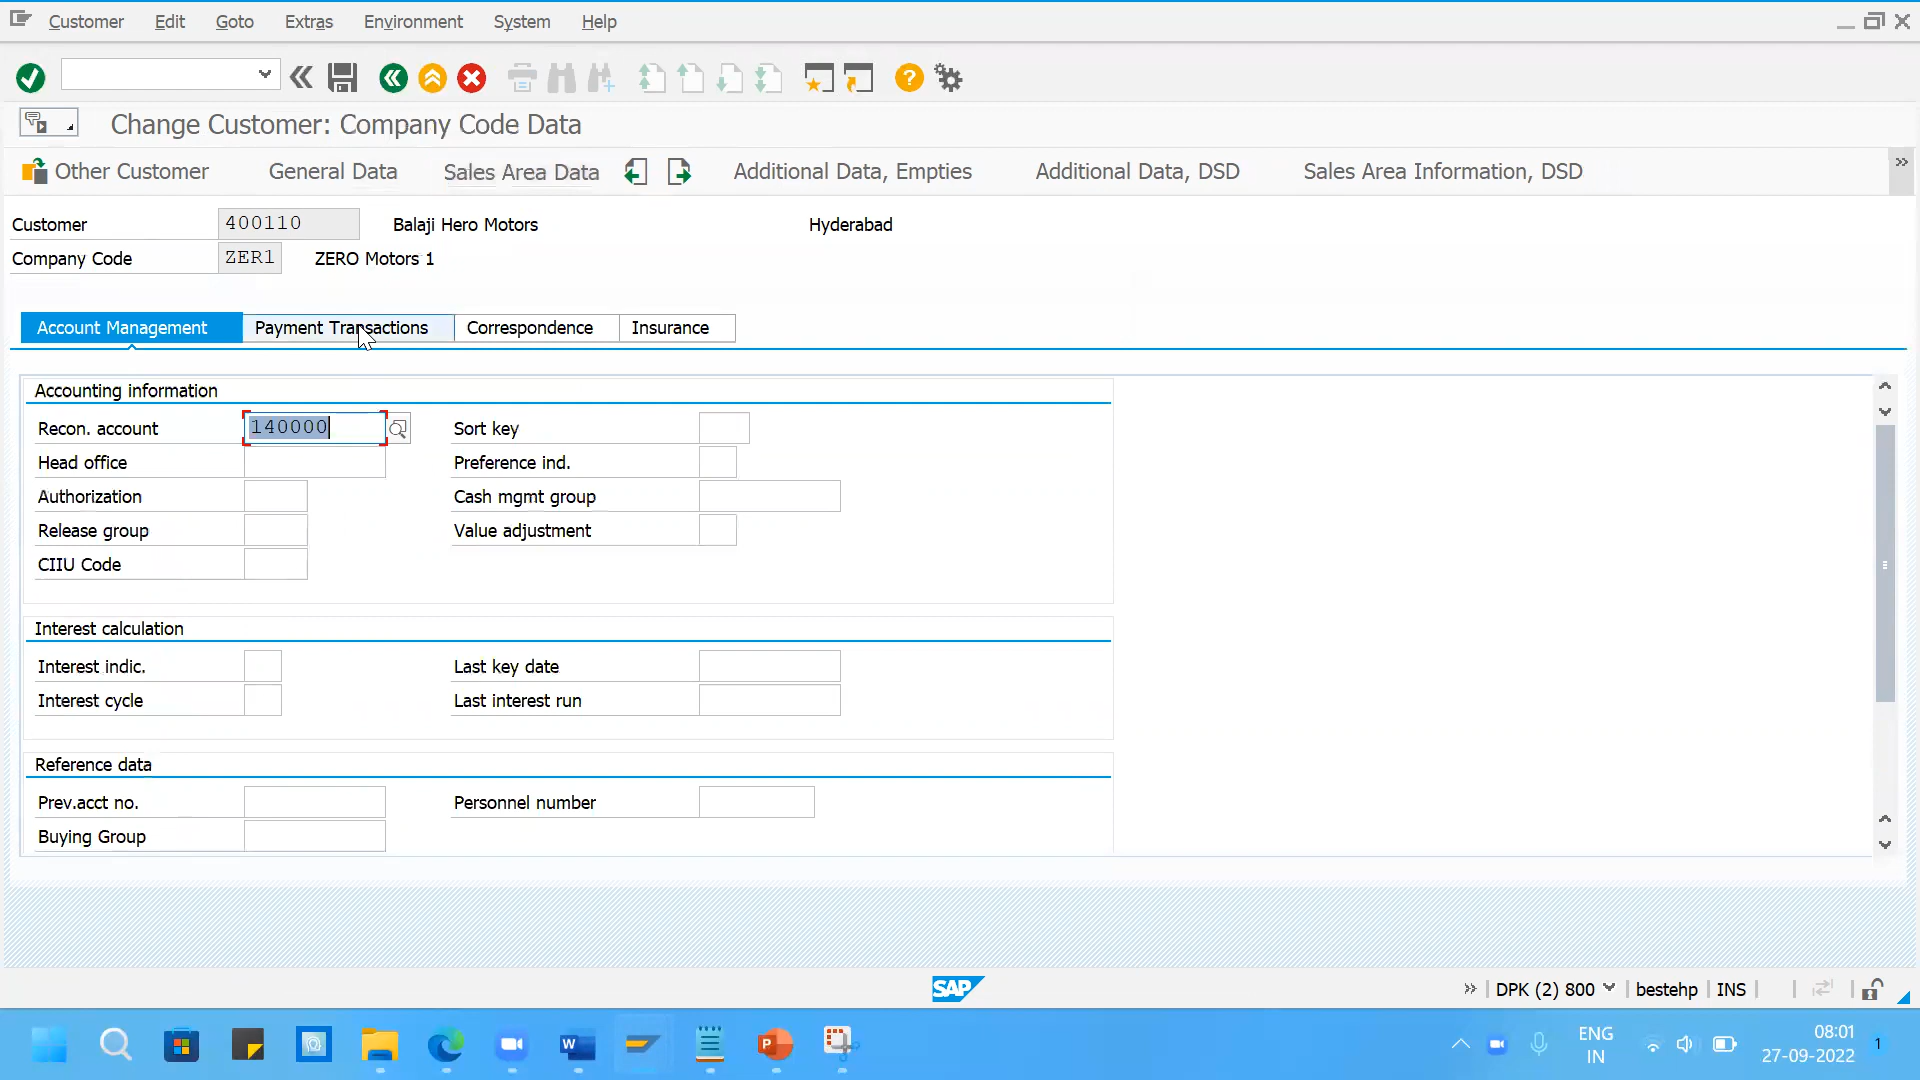 Customer Edit Goto Extras Environment System Help
Change Customer: Company Code Data
Other Customer General Data Sales Area Data Additional Data, Empties Additional Data, DSD Sales Area Information, DSD
Customer 400110 Balaji Hero Motors Hyderabad
Company Code ZER1 ZERO Motors 1
Account Management Payment Transactions Correspondence Insurance
Accounting information
Recon. account 140000 Sort key
Head office Preference ind.
Authorization Cash mgmt group
Release group Value adjustment
CIIU Code
Interest calculation
Interest indic. Last key date
Interest cycle Last interest run
Reference data
Prev.acct no. Personnel number
Buying Group
SAP DPK (2) 800 bestehp INS
ENG 08:01
IN 27-09-2022 1